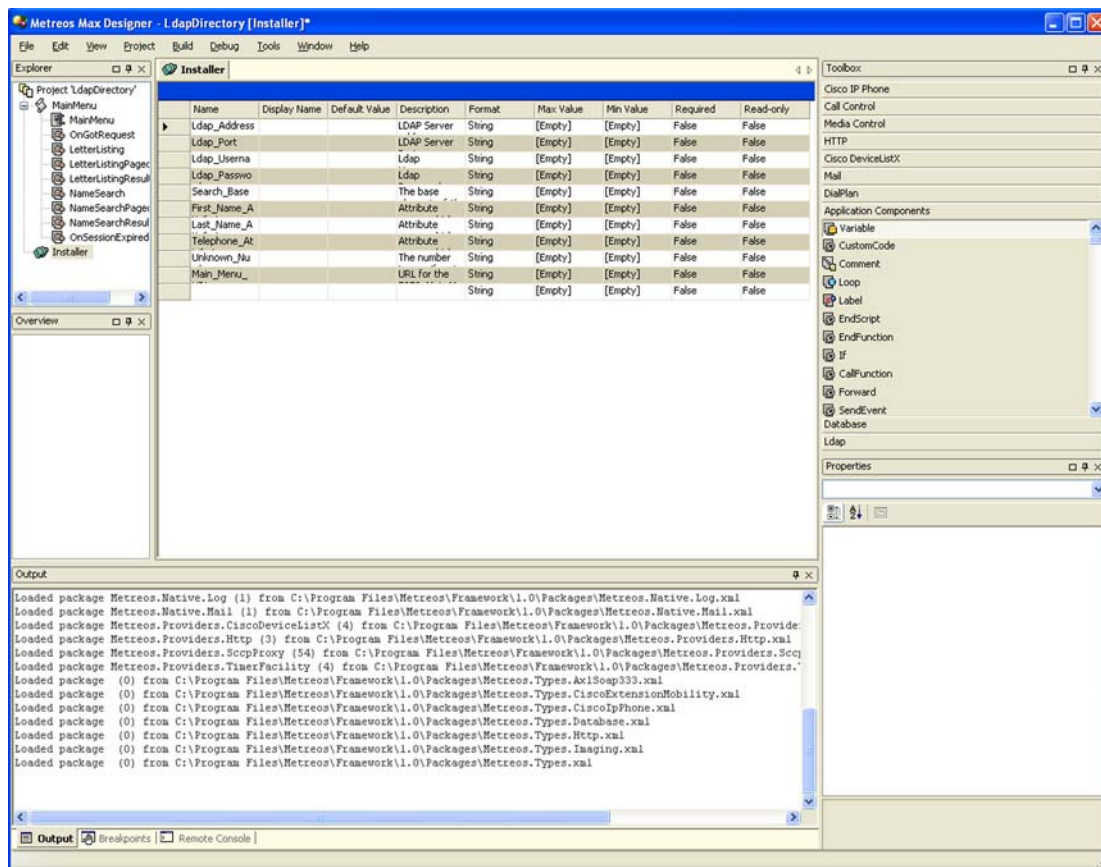 Metreos Max Designer - LdapDirectory [Installer]*
File Edit View Project Build Debug Tools Window Help
Explorer
Project 'LdapDirectory'
MainMenu
MainMenu
OnGotRequest
LetterListing
LetterListingPaged
LetterListingResul
NameSearch
NameSearchPaged
NameSearchResul
OnSessionExpired
Installer
Overview
Installer
Name Display Name Default Value Description Format Max Value Min Value Required Read-only
Ldap_Address LDAP Server String [Empty] [Empty] False False
Ldap_Port LDAP Server String [Empty] [Empty] False False
Ldap_Userna Ldap String [Empty] [Empty] False False
Ldap_Passwo Ldap String [Empty] [Empty] False False
Search_Base The base String [Empty] [Empty] False False
First_Name_A Attribute String [Empty] [Empty] False False
Last_Name_A Attribute String [Empty] [Empty] False False
Telephone_At Attribute String [Empty] [Empty] False False
Unknown_Nu The number String [Empty] [Empty] False False
Main_Menu_ URL for the String [Empty] [Empty] False False
String [Empty] [Empty] False False
Toolbox
Cisco IP Phone
Call Control
Media Control
HTTP
Cisco DeviceListX
Mail
DialPlan
Application Components
Variable
CustomCode
Comment
Loop
Label
EndScript
EndFunction
If
CallFunction
Forward
SendEvent
Database
Ldap
Properties
Output
Loaded package Metreos.Native.Log (1) from C:\Program Files\Metreos\Framework\1.0\Packages\Metreos.Native.Log.xml
Loaded package Metreos.Native.Mail (1) from C:\Program Files\Metreos\Framework\1.0\Packages\Metreos.Native.Mail.xml
Loaded package Metreos.Providers.CiscoDeviceListX (4) from C:\Program Files\Metreos\Framework\1.0\Packages\Metreos.Provide
Loaded package Metreos.Providers.Http (3) from C:\Program Files\Metreos\Framework\1.0\Packages\Metreos.Providers.Http.xml
Loaded package Metreos.Providers.SccpProxy (54) from C:\Program Files\Metreos\Framework\1.0\Packages\Metreos.Providers.Sccp
Loaded package Metreos.Providers.TimerFacility (4) from C:\Program Files\Metreos\Framework\1.0\Packages\Metreos.Providers.
Loaded package (0) from C:\Program Files\Metreos\Framework\1.0\Packages\Metreos.Types.AxlSoap333.xml
Loaded package (0) from C:\Program Files\Metreos\Framework\1.0\Packages\Metreos.Types.CiscoExtensionMobility.xml
Loaded package (0) from C:\Program Files\Metreos\Framework\1.0\Packages\Metreos.Types.CiscoIpPhone.xml
Loaded package (0) from C:\Program Files\Metreos\Framework\1.0\Packages\Metreos.Types.Database.xml
Loaded package (0) from C:\Program Files\Metreos\Framework\1.0\Packages\Metreos.Types.Http.xml
Loaded package (0) from C:\Program Files\Metreos\Framework\1.0\Packages\Metreos.Types.Imaging.xml
Loaded package (0) from C:\Program Files\Metreos\Framework\1.0\Packages\Metreos.Types.xml
Output Breakpoints Remote Console